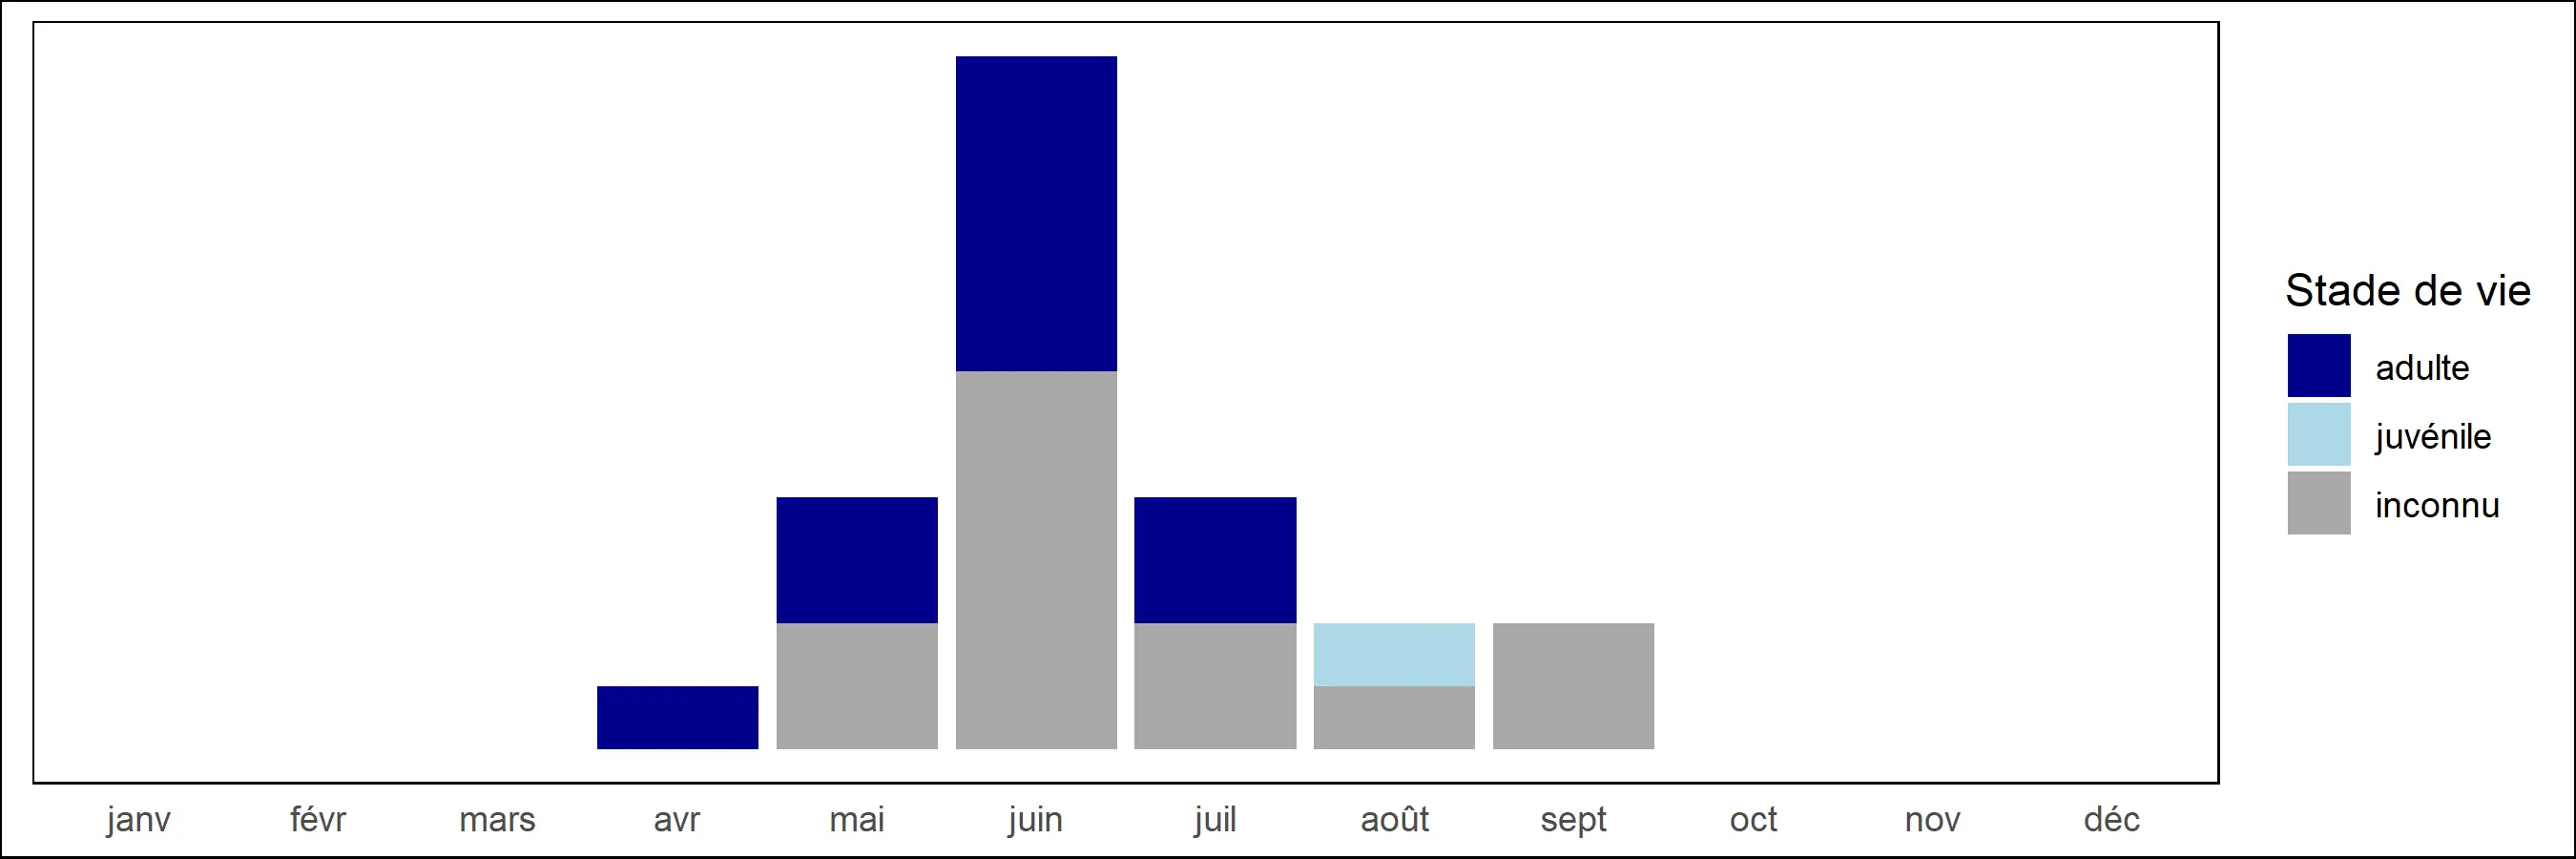 Stade de vie
adulte
juvénile
inconnu
janv févr mars avr mai juin juil août sept oct nov déc